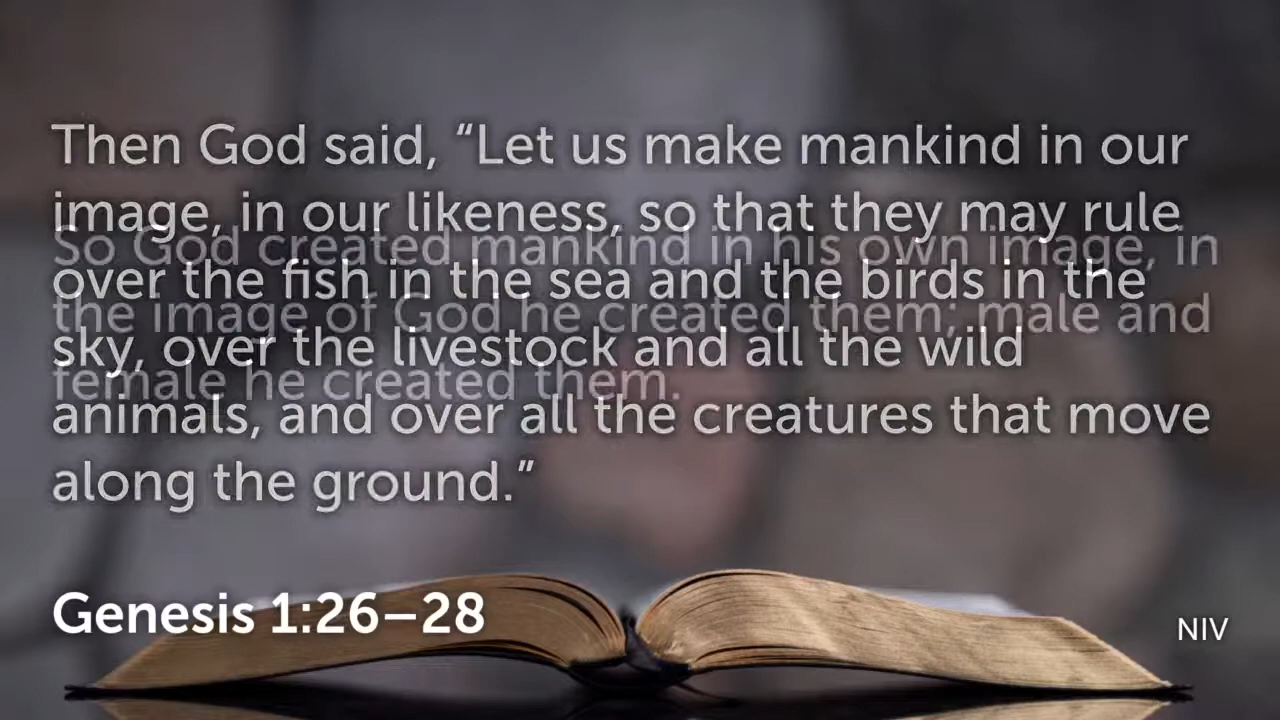 Then God said, “Let us make mankind in our
image, in our likeness, so that they may rule
over the fish in the sea and the birds in the
sky, over the livestock and all the wild
animals, and over all the creatures that move
along the ground.”
So God created mankind in his own image, in
the image of God he created them; male and
female he created them.
Genesis 1:26–28
NIV